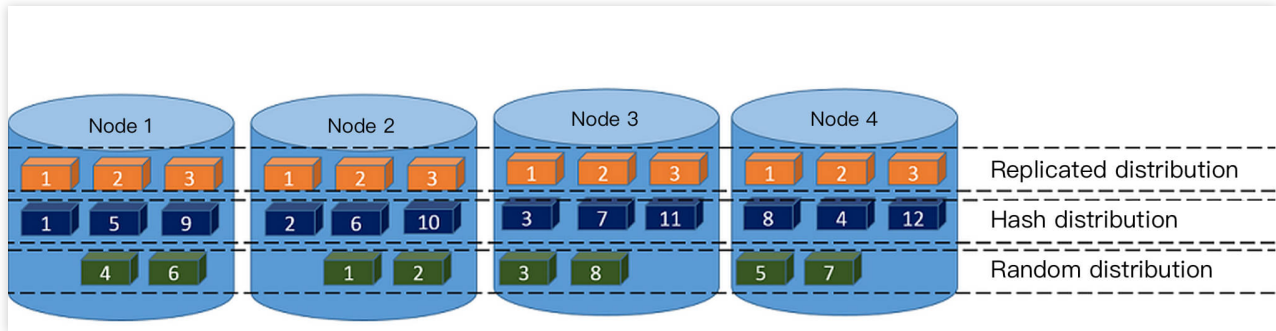 Node 1 Node 2 Node 3 Node 4
1 2 3 1 2 3 1 2 3 1 2 3 Replicated distribution
1 5 9 2 6 10 3 7 11 8 4 12 Hash distribution
4 6 1 2 3 8 5 7 Random distribution